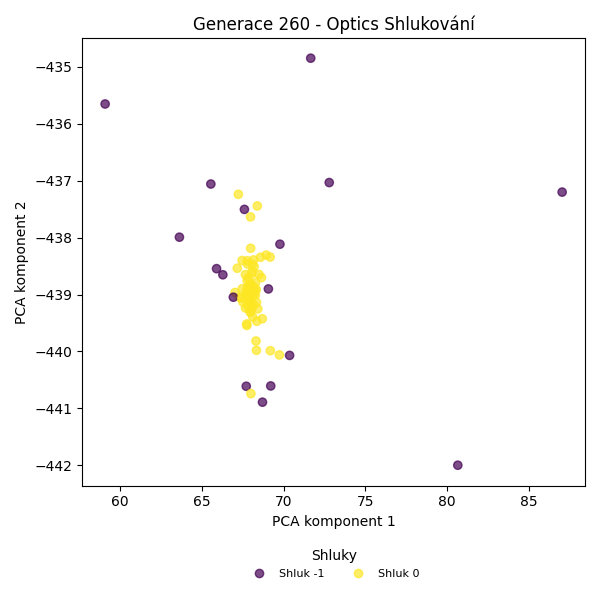 Generace 260 - Optics Shlukování
PCA komponent 2
−435
−436
−437
−438
−439
−440
−441
−442
60 65 70 75 80 85
PCA komponent 1
Shluky
Shluk -1 Shluk 0